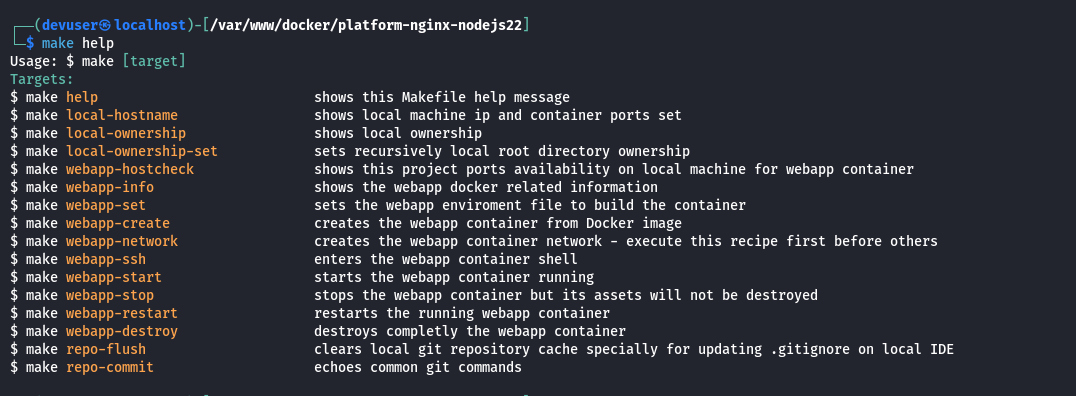 ┌──(devuser㉿localhost)-[/var/www/docker/platform-nginx-nodejs22]
└─$ make help
Usage: $ make [target]
Targets:
$ make help                           shows this Makefile help message
$ make local-hostname                 shows local machine ip and container ports set
$ make local-ownership                shows local ownership
$ make local-ownership-set            sets recursively local root directory ownership
$ make webapp-hostcheck               shows this project ports availability on local machine for webapp container
$ make webapp-info                    shows the webapp docker related information
$ make webapp-set                     sets the webapp enviroment file to build the container
$ make webapp-create                  creates the webapp container from Docker image
$ make webapp-network                 creates the webapp container network - execute this recipe first before others
$ make webapp-ssh                     enters the webapp container shell
$ make webapp-start                   starts the webapp container running
$ make webapp-stop                    stops the webapp container but its assets will not be destroyed
$ make webapp-restart                 restarts the running webapp container
$ make webapp-destroy                 destroys completly the webapp container
$ make repo-flush                     clears local git repository cache specially for updating .gitignore on local IDE
$ make repo-commit                    echoes common git commands